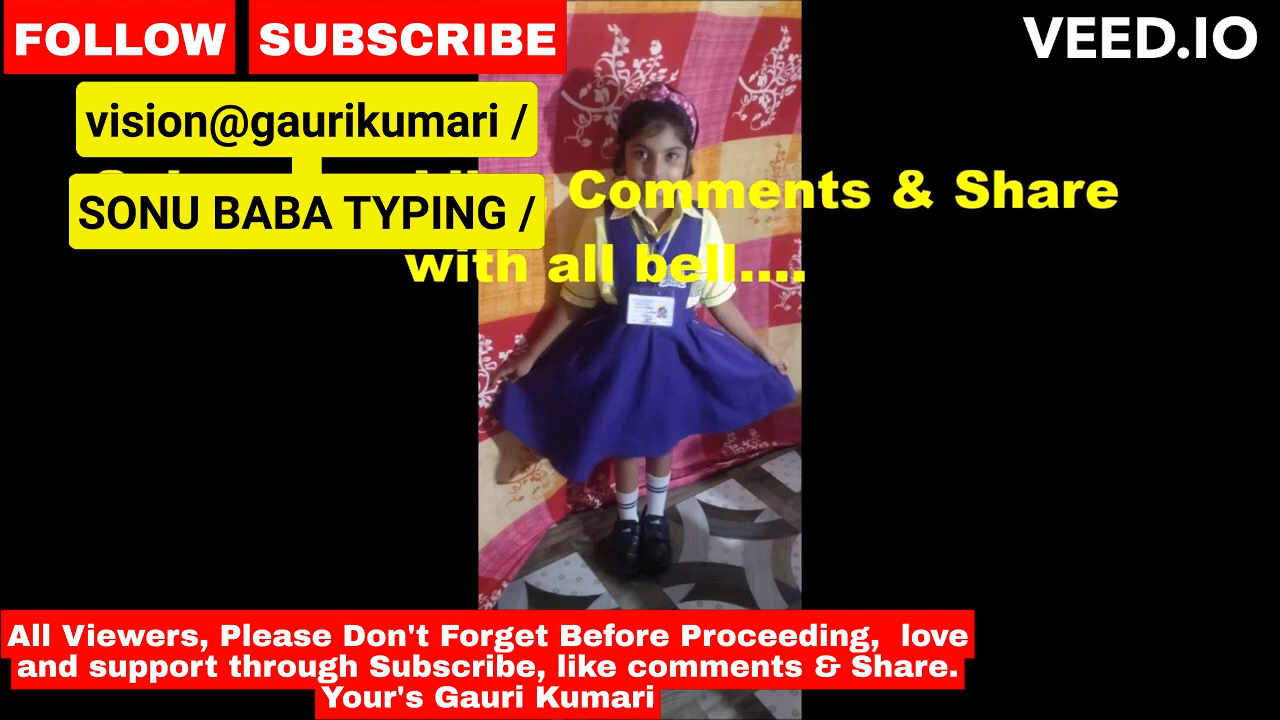 FOLLOW SUBSCRIBE
VEED.IO
vision@gaurikumari /
Comments & Share
SONU BABA TYPING /
with all bell....
All Viewers, Please Don't Forget Before Proceeding, love
and support through Subscribe, like comments & Share.
Your's Gauri Kumari